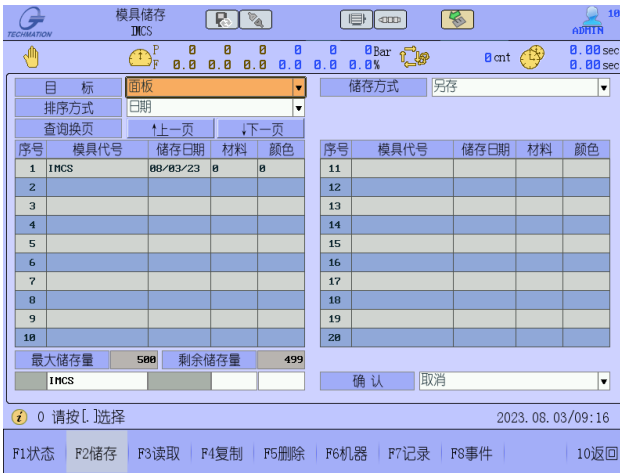 模具储存
IMCS
TECHMATION
ADMIN 10
P 0 0 0 0 0 0Bar 0cnt 0.00sec
F 0.0 0.0 0.0 0.0 0.0 0.0% 0.00sec
目 标 面板 储存方式 另存
排序方式 日期
查询换页 ↑上一页 ↓下一页
序号 模具代号 储存日期 材料 颜色 序号 模具代号 储存日期 材料 颜色
1 IMCS 08/03/23 0 0 11
2 12
3 13
4 14
5 15
6 16
7 17
8 18
9 19
10 20
最大储存量 500 剩余储存量 499
IMCS 确 认 取消
i 0 请按[.]选择 2023.08.03/09:16
F1状态 F2储存 F3读取 F4复制 F5删除 F6机器 F7记录 F8事件 10返回